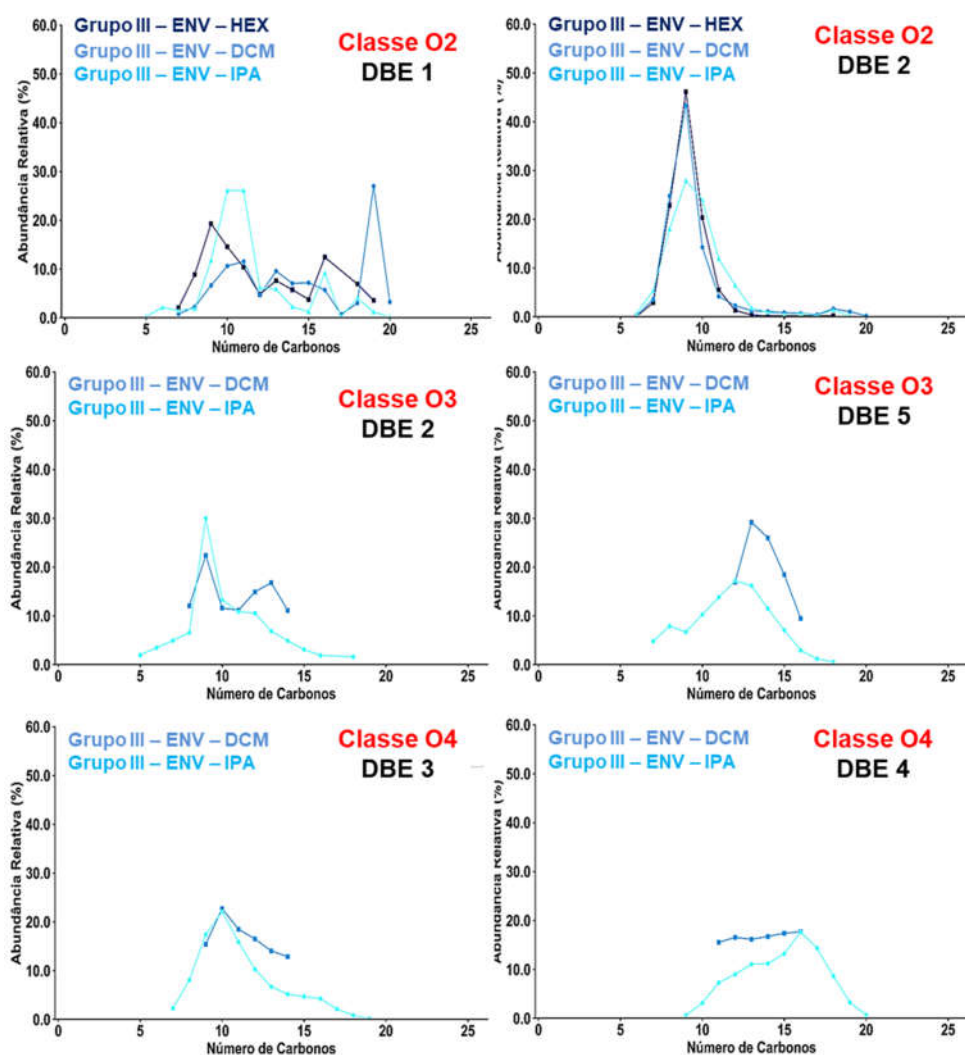 Grupo III – ENV – HEX
Grupo III – ENV – DCM
Grupo III – ENV – IPA
Classe O2
DBE 1
Abundância Relativa (%)
60.0
50.0
40.0
30.0
20.0
10.0
0.0
0 5 10 15 20 25
Número de Carbonos
Grupo III – ENV – HEX
Grupo III – ENV – DCM
Grupo III – ENV – IPA
Classe O2
DBE 2
Abundância Relativa (%)
60.0
50.0
40.0
30.0
20.0
10.0
0.0
0 5 10 15 20 25
Número de Carbonos
Grupo III – ENV – DCM
Grupo III – ENV – IPA
Classe O3
DBE 2
Abundância Relativa (%)
60.0
50.0
40.0
30.0
20.0
10.0
0.0
0 5 10 15 20 25
Número de Carbonos
Grupo III – ENV – DCM
Grupo III – ENV – IPA
Classe O3
DBE 5
Abundância Relativa (%)
60.0
50.0
40.0
30.0
20.0
10.0
0.0
0 5 10 15 20 25
Número de Carbonos
Grupo III – ENV – DCM
Grupo III – ENV – IPA
Classe O4
DBE 3
Abundância Relativa (%)
60.0
50.0
40.0
30.0
20.0
10.0
0.0
0 5 10 15 20 25
Número de Carbonos
Grupo III – ENV – DCM
Grupo III – ENV – IPA
Classe O4
DBE 4
Abundância Relativa (%)
60.0
50.0
40.0
30.0
20.0
10.0
0.0
0 5 10 15 20 25
Número de Carbonos